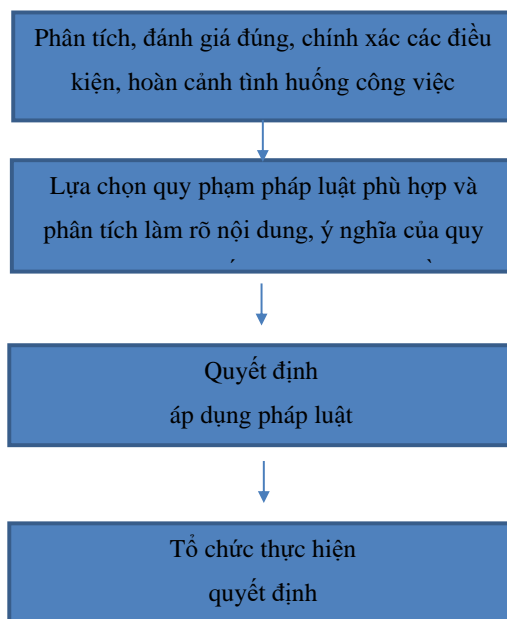 Phân tích, đánh giá đúng, chính xác các điều
kiện, hoàn cảnh tình huống công việc
Lựa chọn quy phạm pháp luật phù hợp và
phân tích làm rõ nội dung, ý nghĩa của quy
Quyết định
áp dụng pháp luật
Tổ chức thực hiện
quyết định